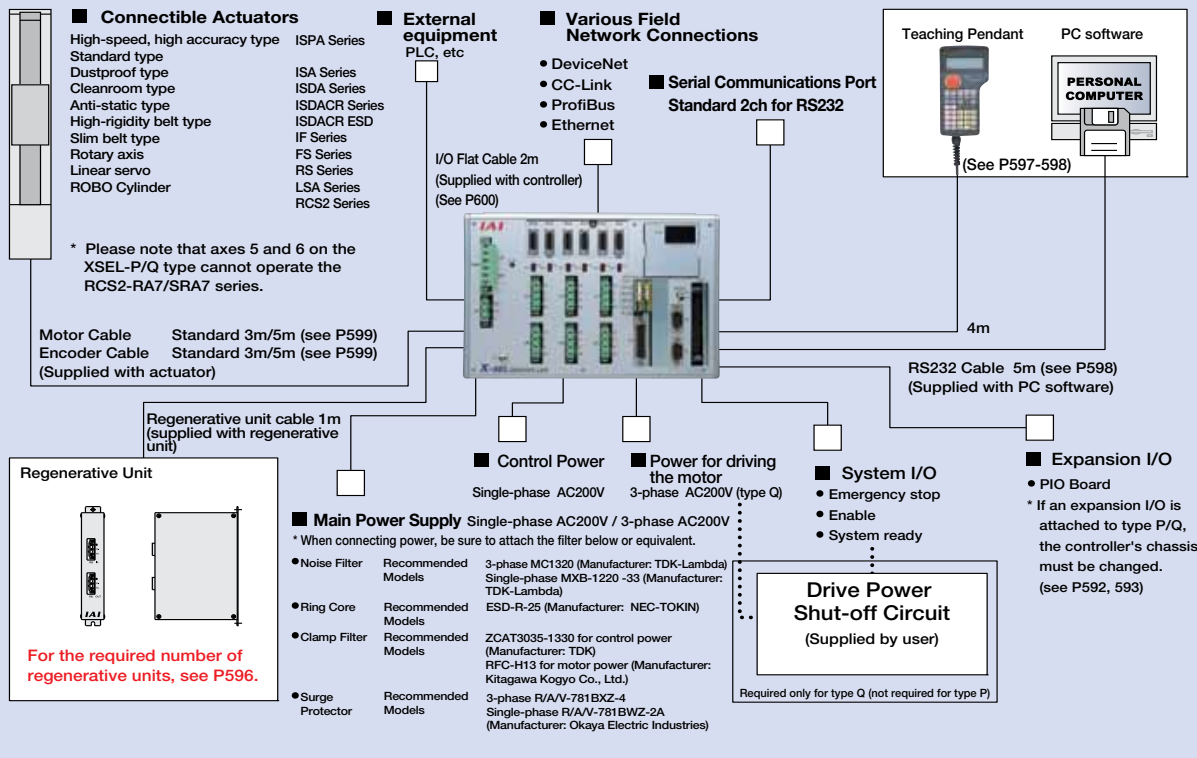 ■ Connectible Actuators
High-speed, high accuracy type ISPA Series
Standard type
Dustproof type ISA Series
Cleanroom type ISDA Series
Anti-static type ISDACR Series
High-rigidity belt type ISDACR ESD
Slim belt type IF Series
Rotary axis FS Series
Linear servo RS Series
ROBO Cylinder LSA Series
RCS2 Series
* Please note that axes 5 and 6 on the
XSEL-P/Q type cannot operate the
RCS2-RA7/SRA7 series.
Motor Cable Standard 3m/5m (see P599)
Encoder Cable Standard 3m/5m (see P599)
(Supplied with actuator)
■ External
equipment
PLC, etc
■ Various Field
Network Connections
• DeviceNet
• CC-Link
• ProfiBus
• Ethernet
I/O Flat Cable 2m
(Supplied with controller)
(See P600)
■ Serial Communications Port
Standard 2ch for RS232
Teaching Pendant
PC software
PERSONAL
COMPUTER
(See P597-598)
IAI
X-SEL
4m
RS232 Cable 5m (see P598)
(Supplied with PC software)
Regenerative unit cable 1m
(supplied with regenerative
unit)
Regenerative Unit
IAI
For the required number of
regenerative units, see P596.
■ Main Power Supply Single-phase AC200V / 3-phase AC200V
* When connecting power, be sure to attach the filter below or equivalent.
• Noise Filter Recommended Models 3-phase MC1320 (Manufacturer: TDK-Lambda)
Single-phase MXB-1220 -33 (Manufacturer:
TDK-Lambda)
• Ring Core Recommended Models ESD-R-25 (Manufacturer: NEC-TOKIN)
• Clamp Filter Recommended Models ZCAT3035-1330 for control power
(Manufacturer: TDK)
RFC-H13 for motor power (Manufacturer:
Kitagawa Kogyo Co., Ltd.)
• Surge Protector Recommended Models 3-phase R/A/V-781BXZ-4
Single-phase R/A/V-781BWZ-2A
(Manufacturer: Okaya Electric Industries)
■ Control Power
Single-phase AC200V
■ Power for driving
the motor
3-phase AC200V (type Q)
■ System I/O
• Emergency stop
• Enable
• System ready
Drive Power
Shut-off Circuit
(Supplied by user)
Required only for type Q (not required for type P)
■ Expansion I/O
• PIO Board
* If an expansion I/O is
attached to type P/Q,
the controller's chassis
must be changed.
(see P592, 593)